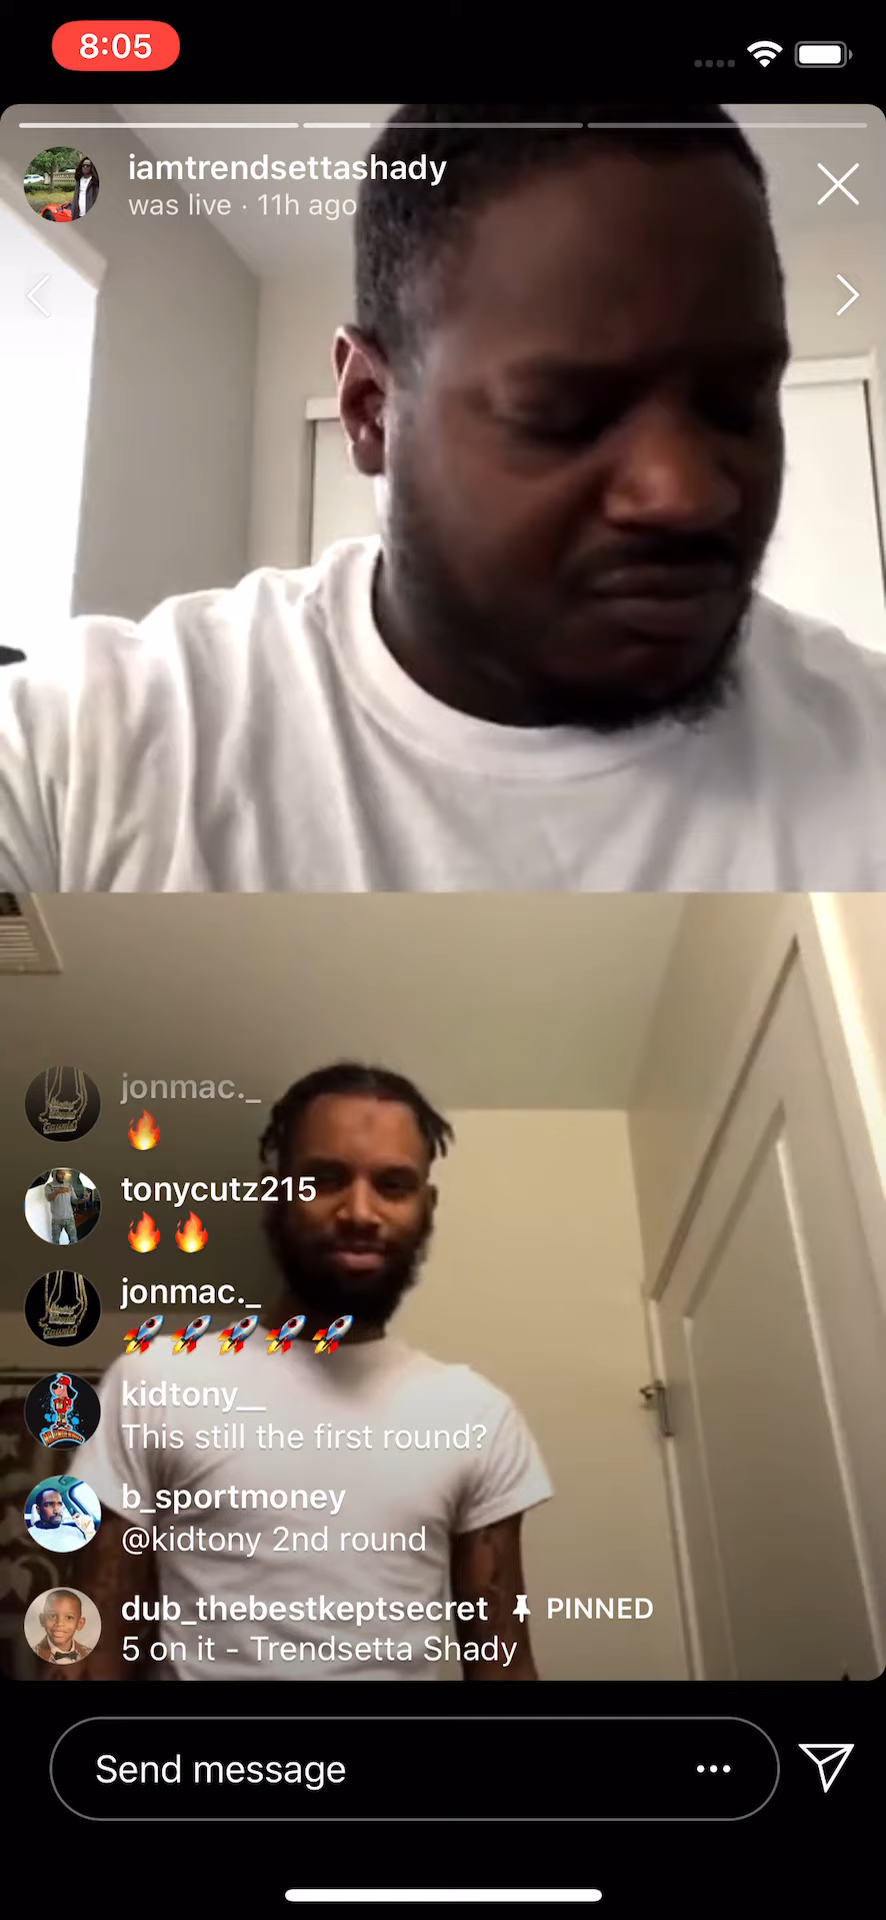 8:05
iamtrendsettashady
was live · 11h ago
jonmac._
🔥
tonycutz215
🔥🔥
jonmac._
🚀🚀🚀🚀🚀
kidtony__
This still the first round?
b_sportmoney
@kidtony 2nd round
dub_thebestkeptsecret PINNED
5 on it - Trendsetta Shady
Send message